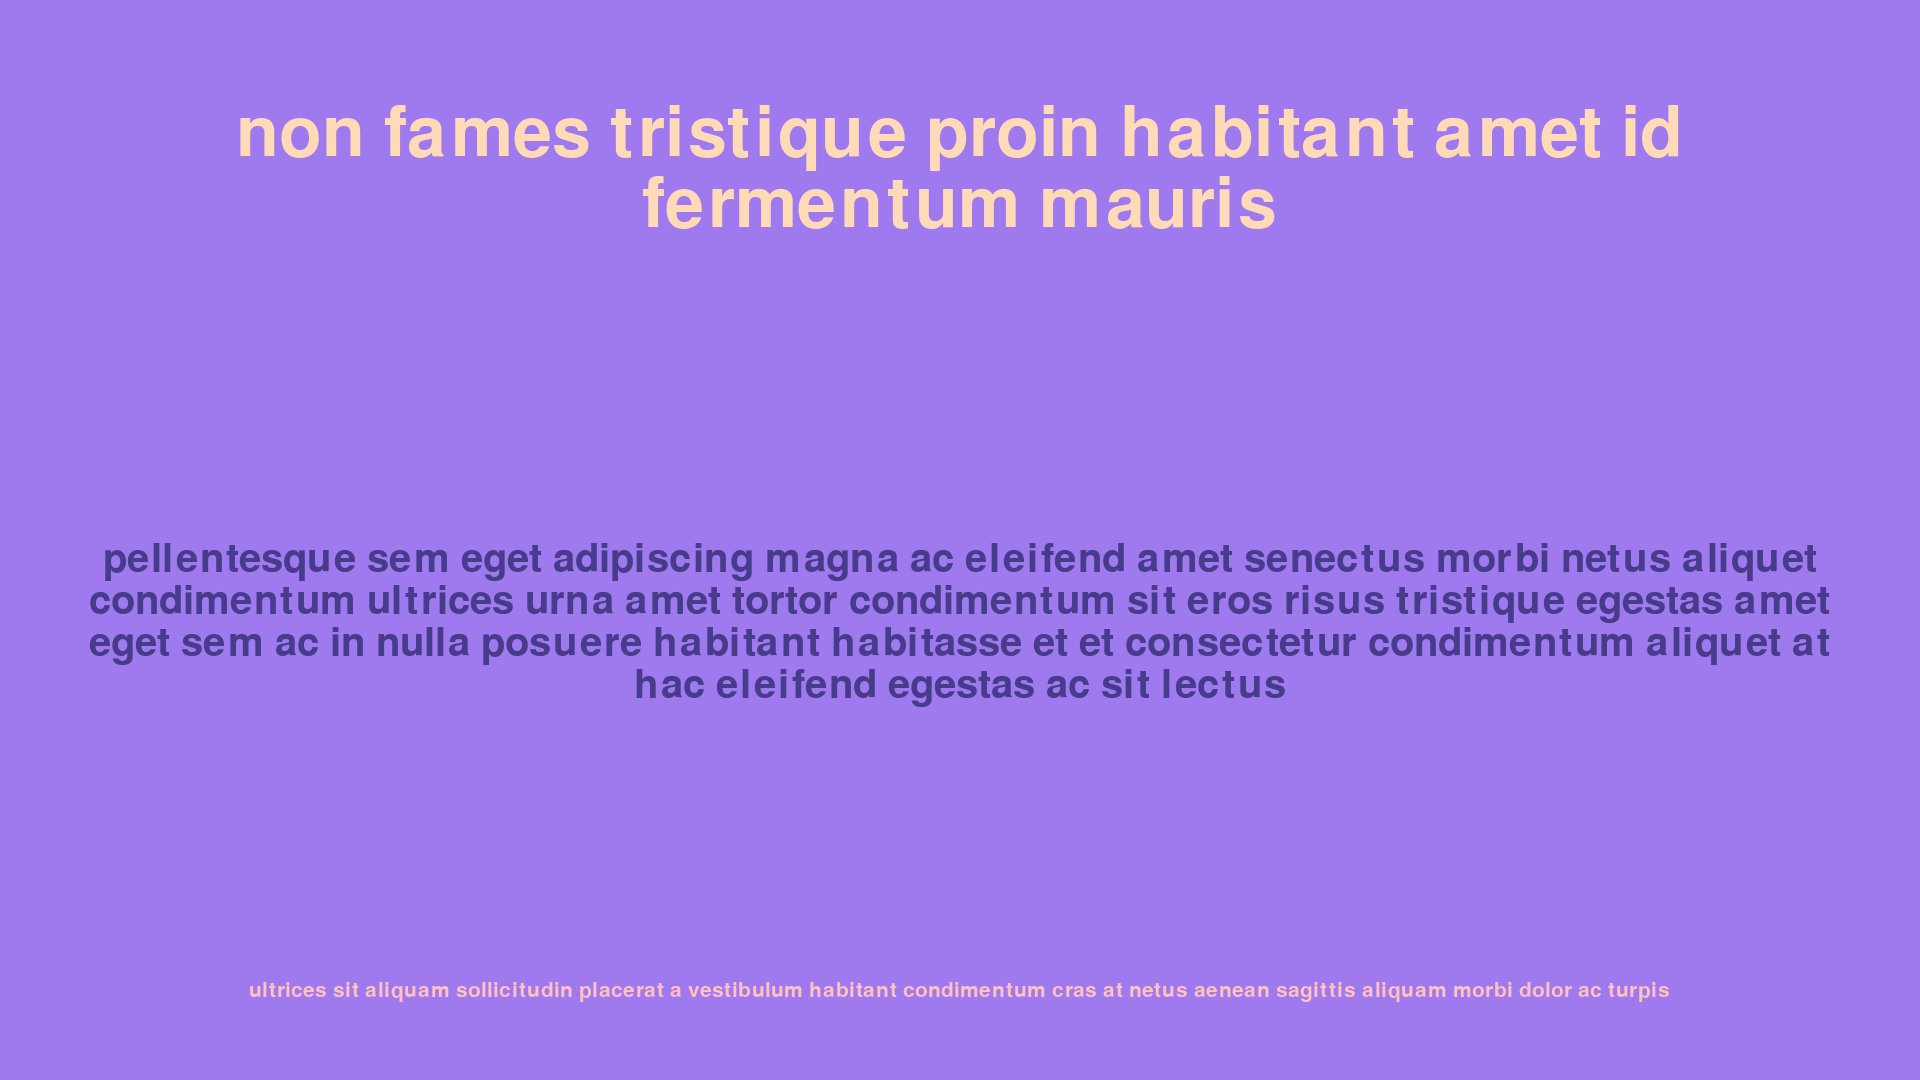 non fames tristique proin habitant amet id
fermentum mauris
pellentesque sem eget adipiscing magna ac eleifend amet senectus morbi netus aliquet
condimentum ultrices urna amet tortor condimentum sit eros risus tristique egestas amet
eget sem ac in nulla posuere habitant habitasse et et consectetur condimentum aliquet at
hac eleifend egestas ac sit lectus
ultrices sit aliquam sollicitudin placerat a vestibulum habitant condimentum cras at netus aenean sagittis aliquam morbi dolor ac turpis